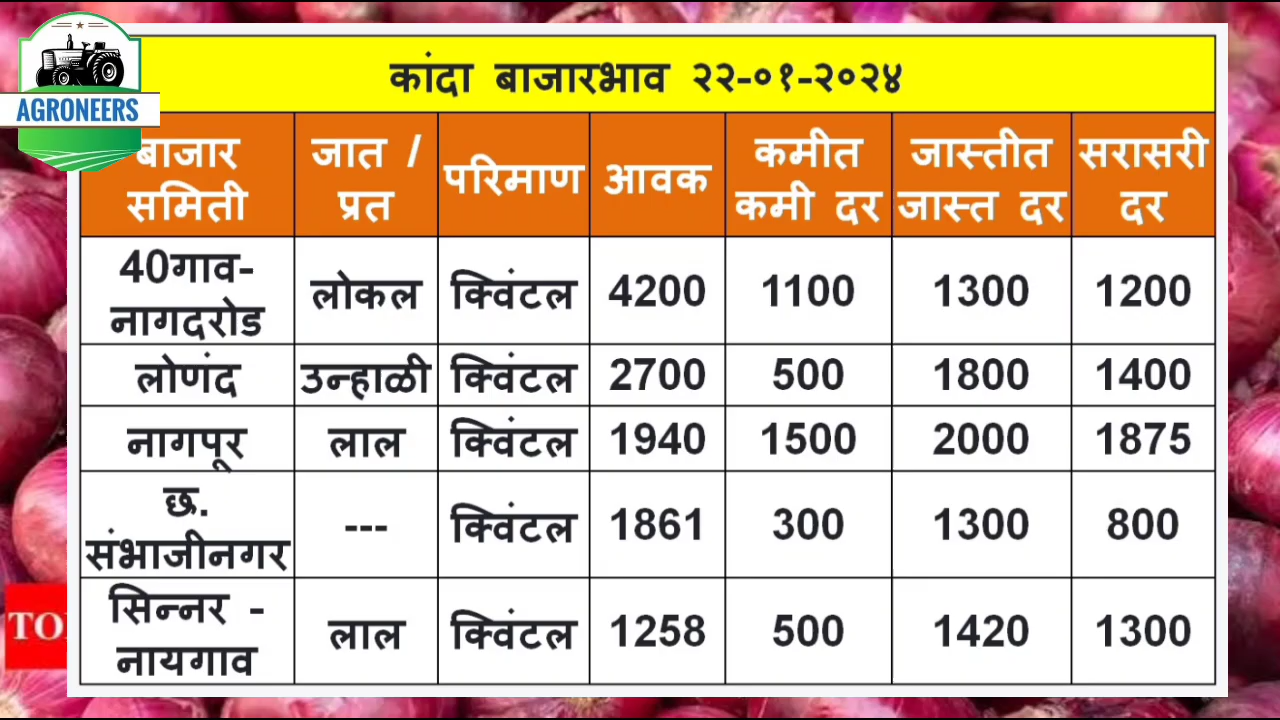 AGRONEERS
कांदा बाजारभाव २२-०१-२०२४
बाजार समिती जात / प्रत परिमाण आवक कमीत कमी दर जास्तीत जास्त दर सरासरी दर
40गाव-नागदरोड लोकल क्विंटल 4200 1100 1300 1200
लोणंद उन्हाळी क्विंटल 2700 500 1800 1400
नागपूर लाल क्विंटल 1940 1500 2000 1875
छ. संभाजीनगर --- क्विंटल 1861 300 1300 800
सिन्नर - नायगाव लाल क्विंटल 1258 500 1420 1300